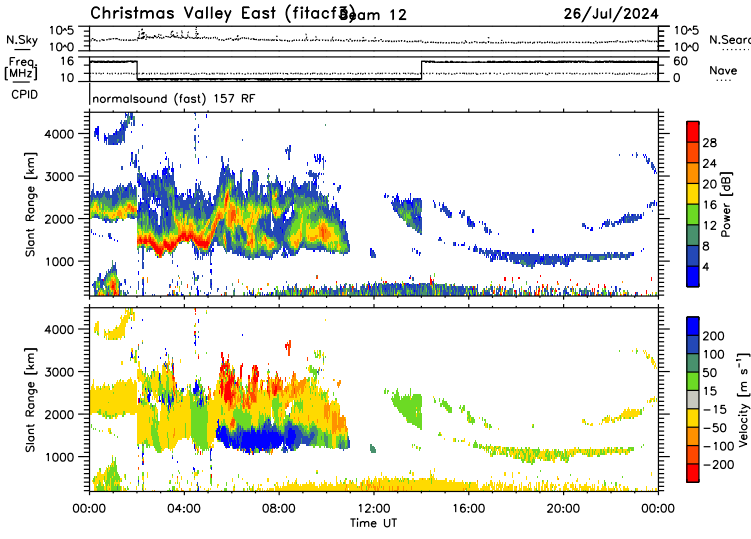 Christmas Valley East (fitacf3) Beam 12 26/Jul/2024
N.Sky 10^5 10^0 10^5 10^0 N.Searc
Freq. [MHz] 16 10 60 0 Nave
CPID normalsound (fast) 157 RF
Slant Range [km] 4000 3000 2000 1000
Power [dB] 28 24 20 16 12 8 4
Slant Range [km] 4000 3000 2000 1000
Velocity [m s⁻¹] 200 100 50 15 −15 −50 −100 −200
00:00 04:00 08:00 12:00 16:00 20:00 00:00
Time UT